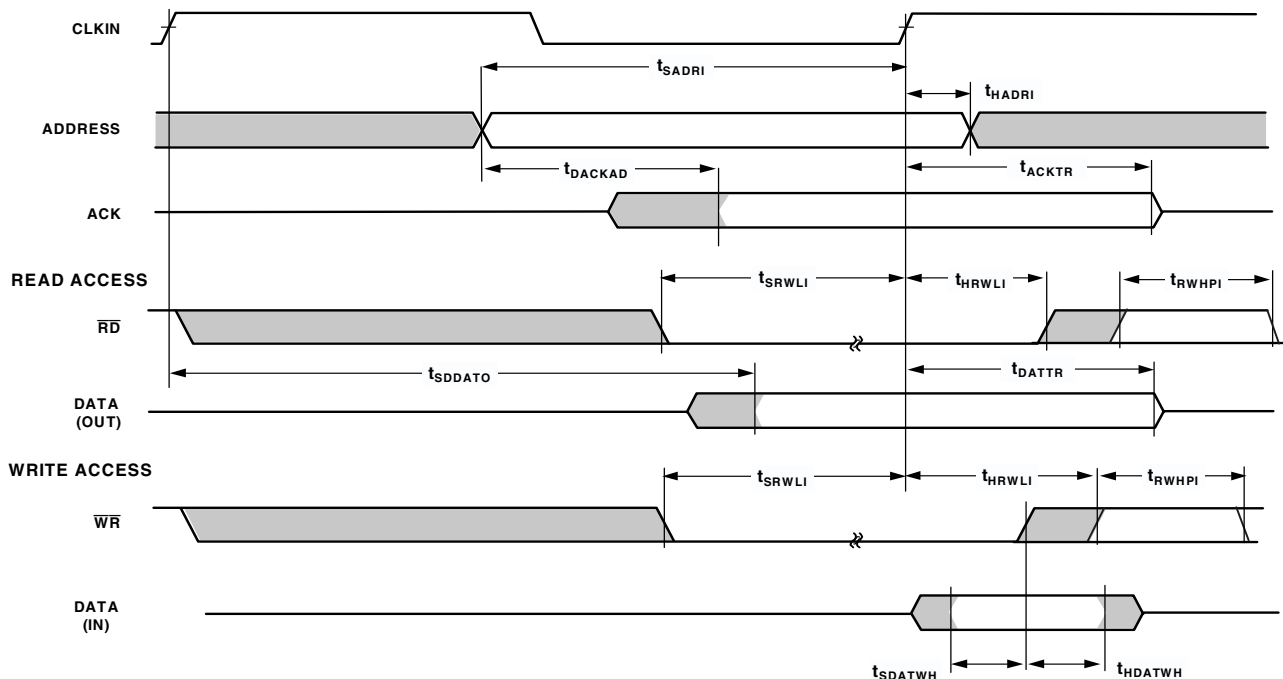 CLKIN
tSADRI
tHADRI
ADDRESS
tDACKAD
tACKTR
ACK
READ ACCESS
tSRWLI
tHRWLI
tRWHPI
RD
tSDDATO
tDATTR
DATA
(OUT)
WRITE ACCESS
tSRWLI
tHRWLI
tRWHPI
WR
DATA
(IN)
tSDATWH
tHDATWH